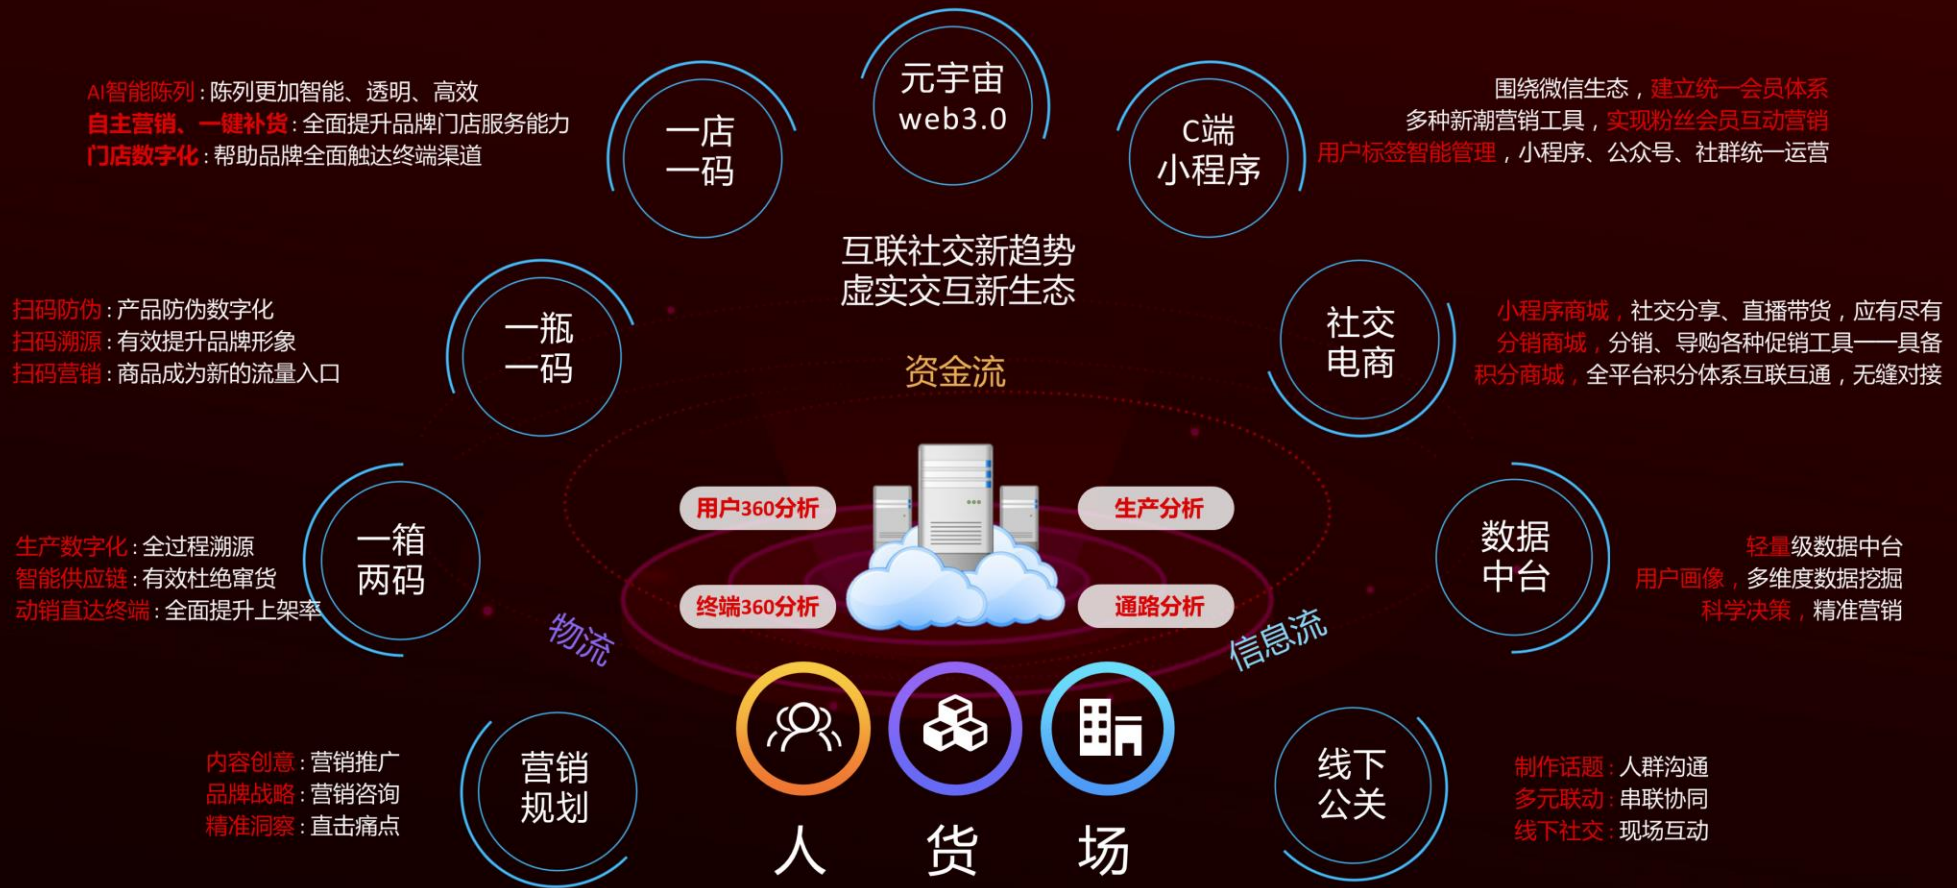 元宇宙
web3.0
互联社交新趋势
虚实交互新生态
资金流
AI智能陈列：陈列更加智能、透明、高效
自主营销、一键补货：全面提升品牌门店服务能力
门店数字化：帮助品牌全面触达终端渠道
一店
一码
C端
小程序
围绕微信生态，建立统一会员体系
多种新潮营销工具，实现粉丝会员互动营销
用户标签智能管理，小程序、公众号、社群统一运营
扫码防伪：产品防伪数字化
扫码溯源：有效提升品牌形象
扫码营销：商品成为新的流量入口
一瓶
一码
社交
电商
小程序商城，社交分享、直播带货，应有尽有
分销商城，分销、导购各种促销工具一一具备
积分商城，全平台积分体系互联互通，无缝对接
生产数字化：全过程溯源
智能供应链：有效杜绝窜货
动销直达终端：全面提升上架率
一箱
两码
用户360分析
生产分析
终端360分析
通路分析
物流
信息流
数据
中台
轻量级数据中台
用户画像，多维度数据挖掘
科学决策，精准营销
内容创意：营销推广
品牌战略：营销咨询
精准洞察：直击痛点
营销
规划
人
货
场
线下
公关
制作话题：人群沟通
多元联动：串联协同
线下社交：现场互动